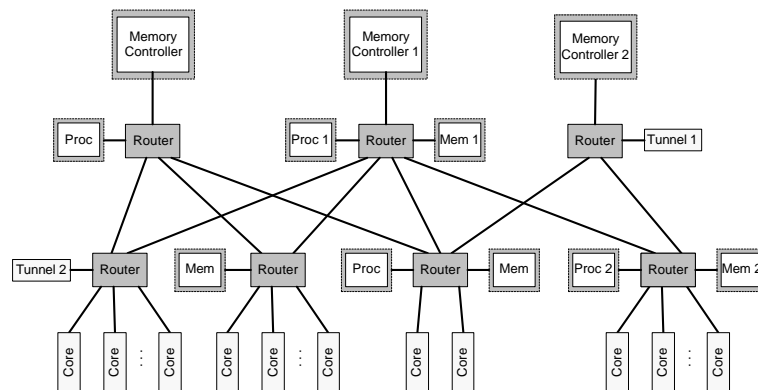 Memory
Controller
Memory
Controller 1
Memory
Controller 2
Proc
Router
Proc 1
Router
Mem 1
Router
Tunnel 1
Tunnel 2
Router
Mem
Router
Proc
Router
Mem
Proc 2
Router
Mem 2
Core
Core
...
Core
Core
Core
...
Core
Core
Core
Core
Core
...
Core